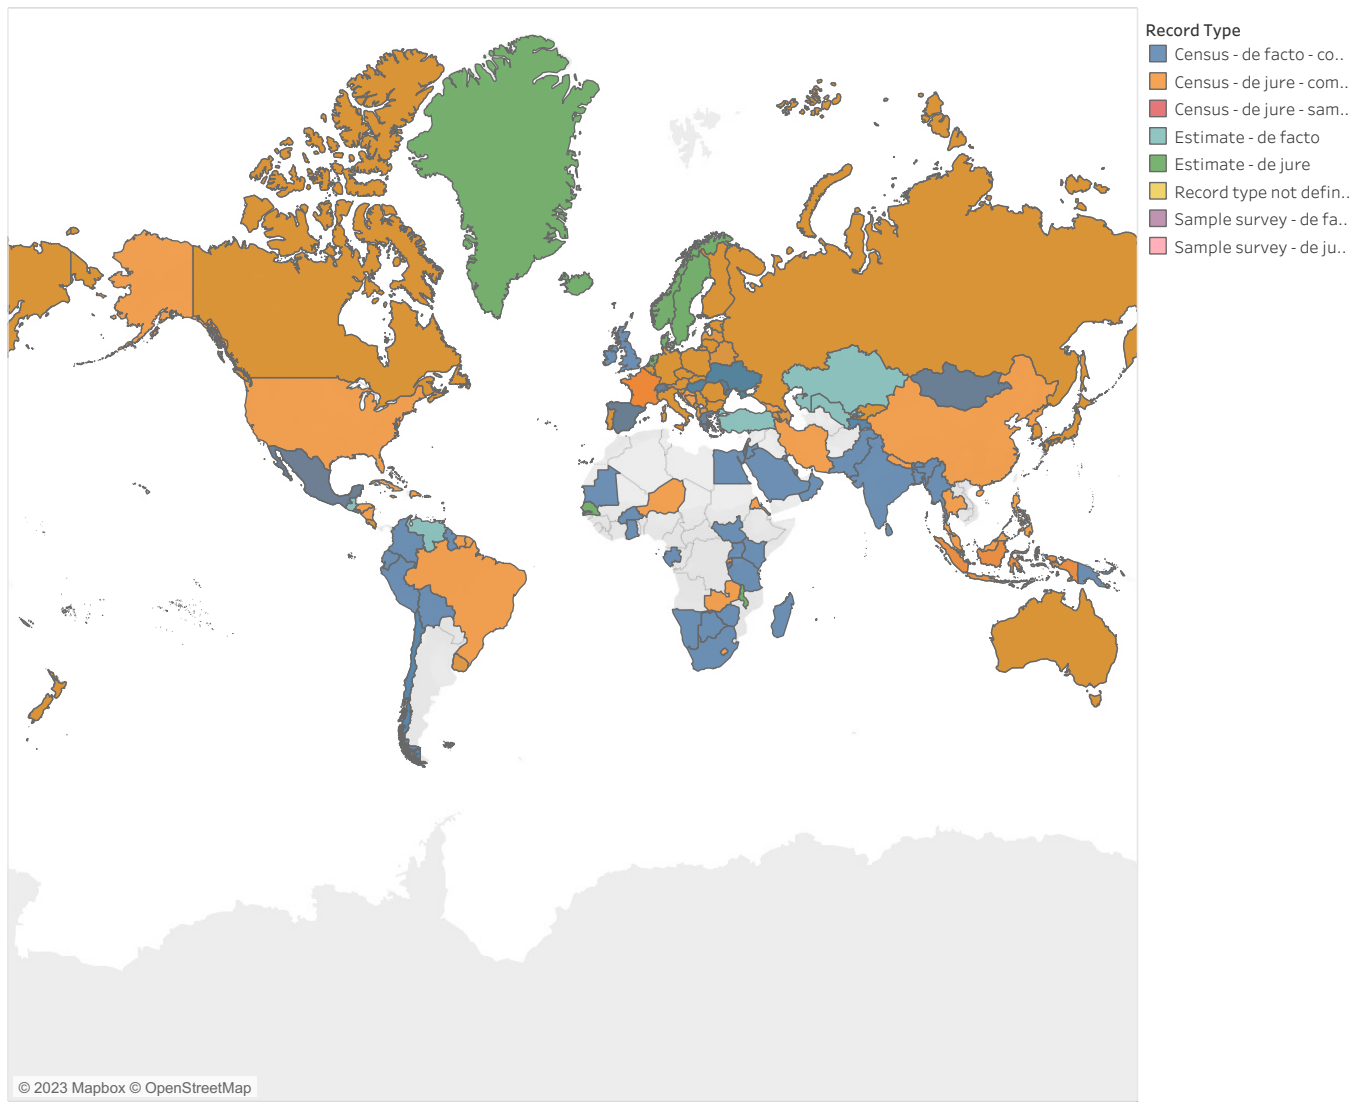 Record Type
Census - de facto - co..
Census - de jure - com..
Census - de jure - sam..
Estimate - de facto
Estimate - de jure
Record type not defin..
Sample survey - de fa..
Sample survey - de ju..
© 2023 Mapbox © OpenStreetMap